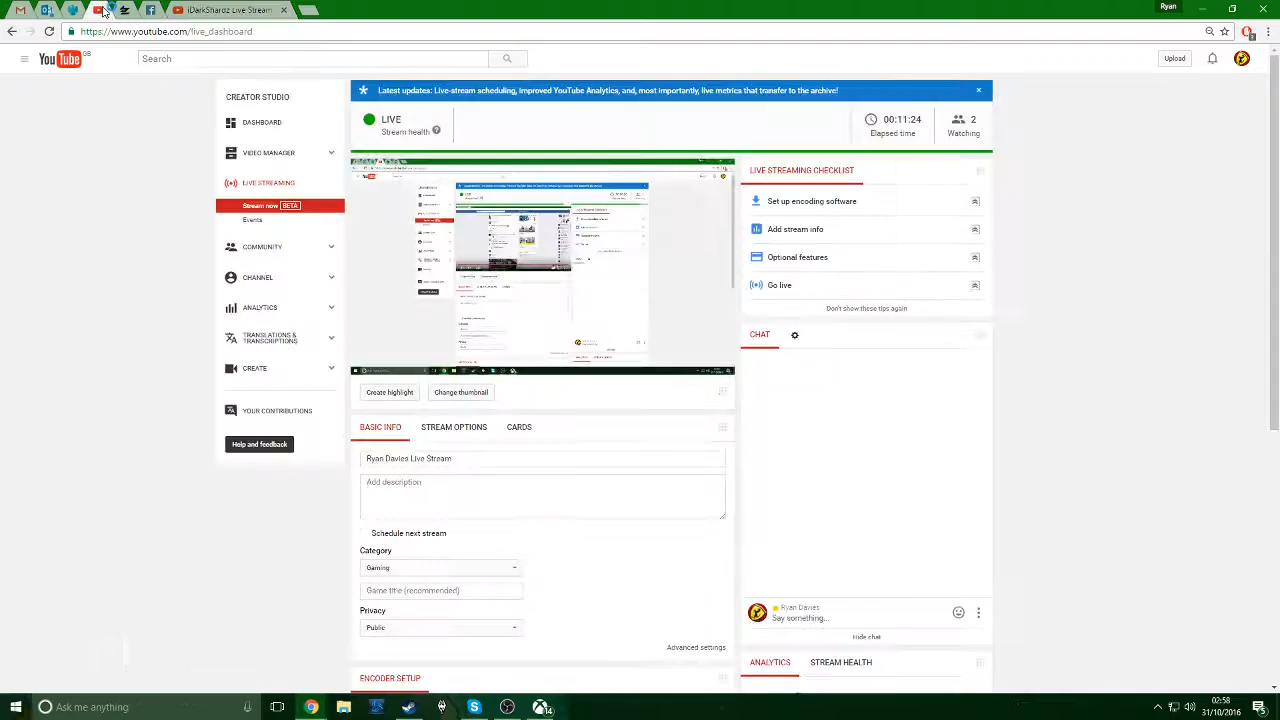 iDarkShardz Live Stream
Ryan
https://www.youtube.com/live_dashboard
YouTube GB
Search
Upload
CREATOR STUDIO
DASHBOARD
VIDEO MANAGER
LIVE STREAMING
Stream now BETA
Events
COMMUNITY
CHANNEL
ANALYTICS
TRANSLATIONS &
TRANSCRIPTIONS
CREATE
YOUR CONTRIBUTIONS
Help and feedback
Latest updates: Live-stream scheduling, improved YouTube Analytics, and, most importantly, live metrics that transfer to the archive!
LIVE
Stream health ?
00:11:24
Elapsed time
2
Watching
Create highlight
Change thumbnail
BASIC INFO
STREAM OPTIONS
CARDS
Ryan Davies Live Stream
Add description
Schedule next stream
Category
Gaming
Game title (recommended)
Privacy
Public
Advanced settings
ENCODER SETUP
LIVE STREAMING CHECKLIST
Set up encoding software
Add stream info
Optional features
Go live
Don't show these tips again
CHAT
Ryan Davies
Say something...
Hide chat
ANALYTICS
STREAM HEALTH
Ask me anything
14
02:58
31/10/2016